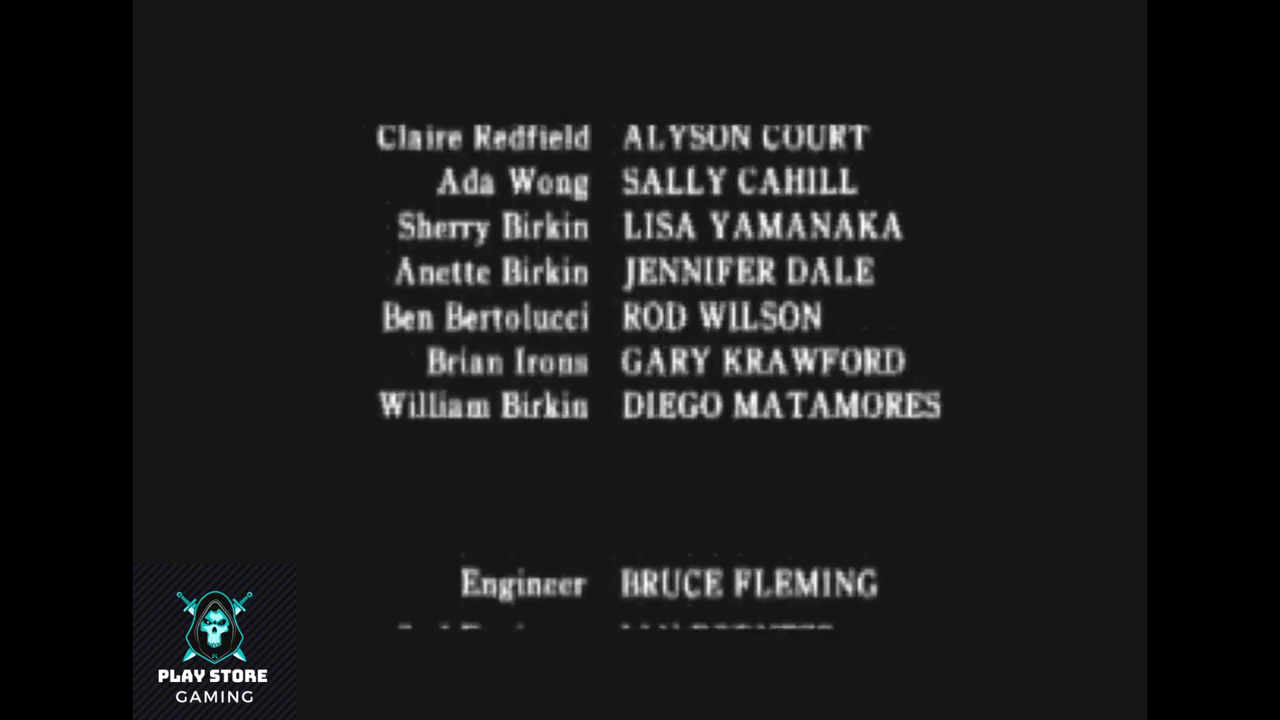 Claire Redfield ALYSON COURT
Ada Wong SALLY CAHILL
Sherry Birkin LISA YAMANAKA
Anette Birkin JENNIFER DALE
Ben Bertolucci ROD WILSON
Brian Irons GARY KRAWFORD
William Birkin DIEGO MATAMORES
Engineer BRUCE FLEMING
PLAY STORE
GAMING